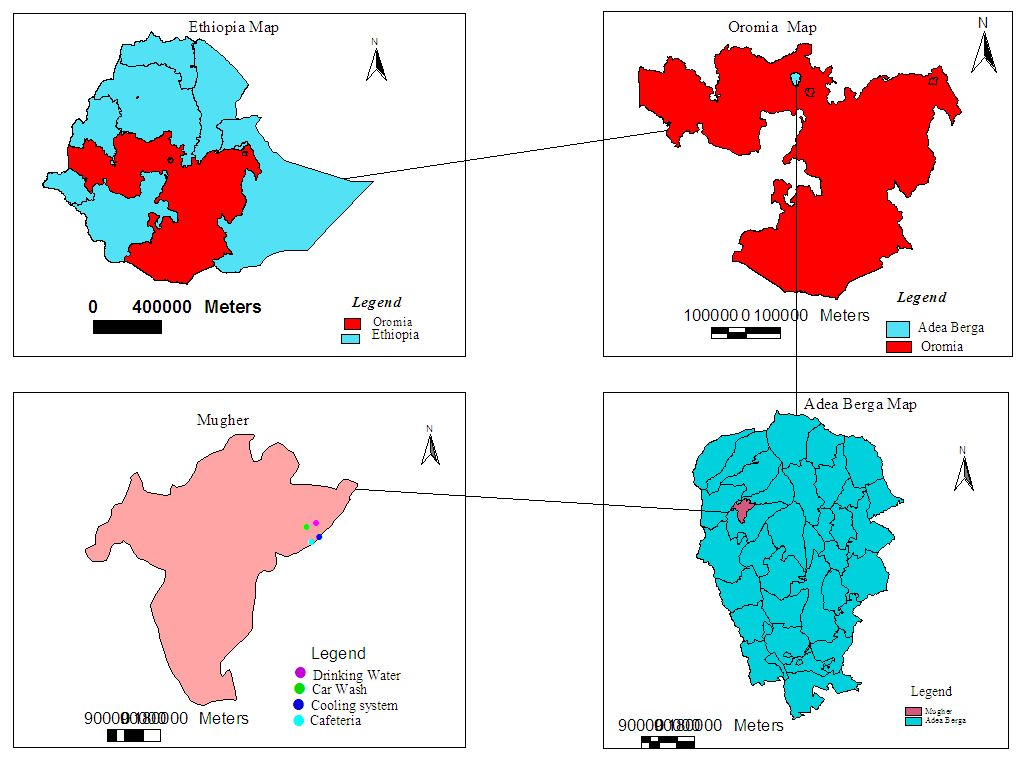 Ethiopia Map
N
0 400000 Meters
Legend
Oromia
Ethiopia
Oromia Map
N
100000 0 100000 Meters
Legend
Adea Berga
Oromia
Mugher
N
Legend
Drinking Water
Car Wash
Cooling system
Cafeteria
Meters
Adea Berga Map
N
Legend
Mugher
Adea Berga
Meters